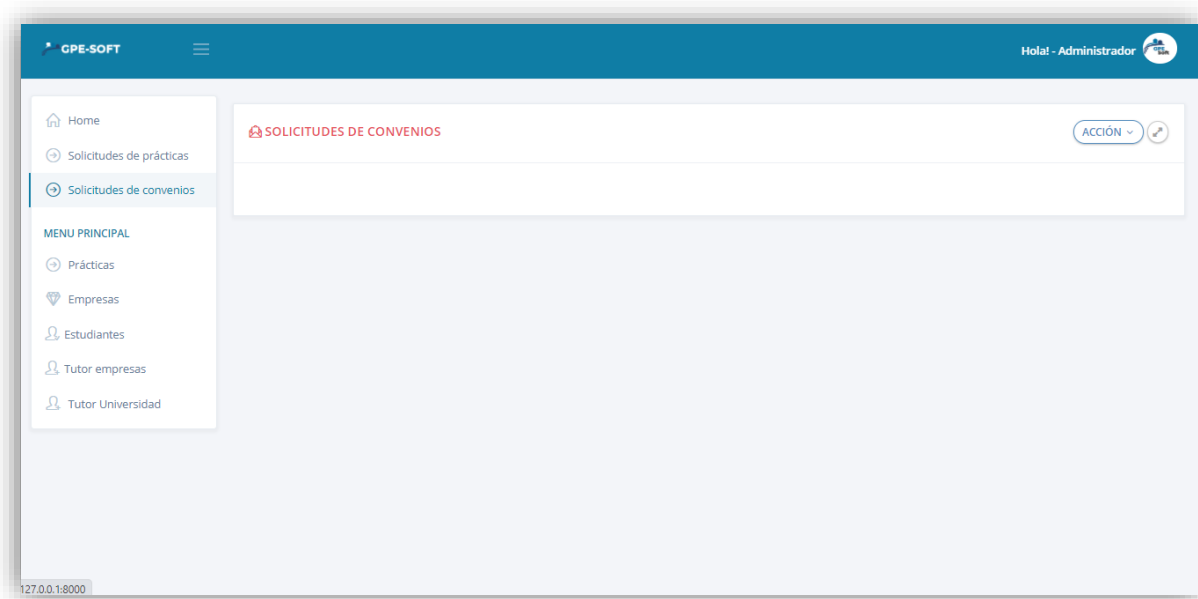 GPE-SOFT
Hola! - Administrador
Home
Solicitudes de prácticas
Solicitudes de convenios
MENU PRINCIPAL
Prácticas
Empresas
Estudiantes
Tutor empresas
Tutor Universidad
SOLICITUDES DE CONVENIOS
ACCIÓN
127.0.0.1:8000